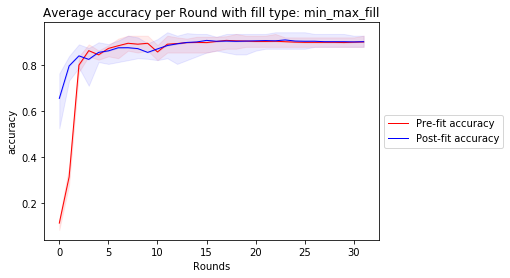 Average accuracy per Round with fill type: min_max_fill
accuracy
0.8
0.6
0.4
0.2
0
5
10
15
20
25
30
Rounds
Pre-fit accuracy
Post-fit accuracy